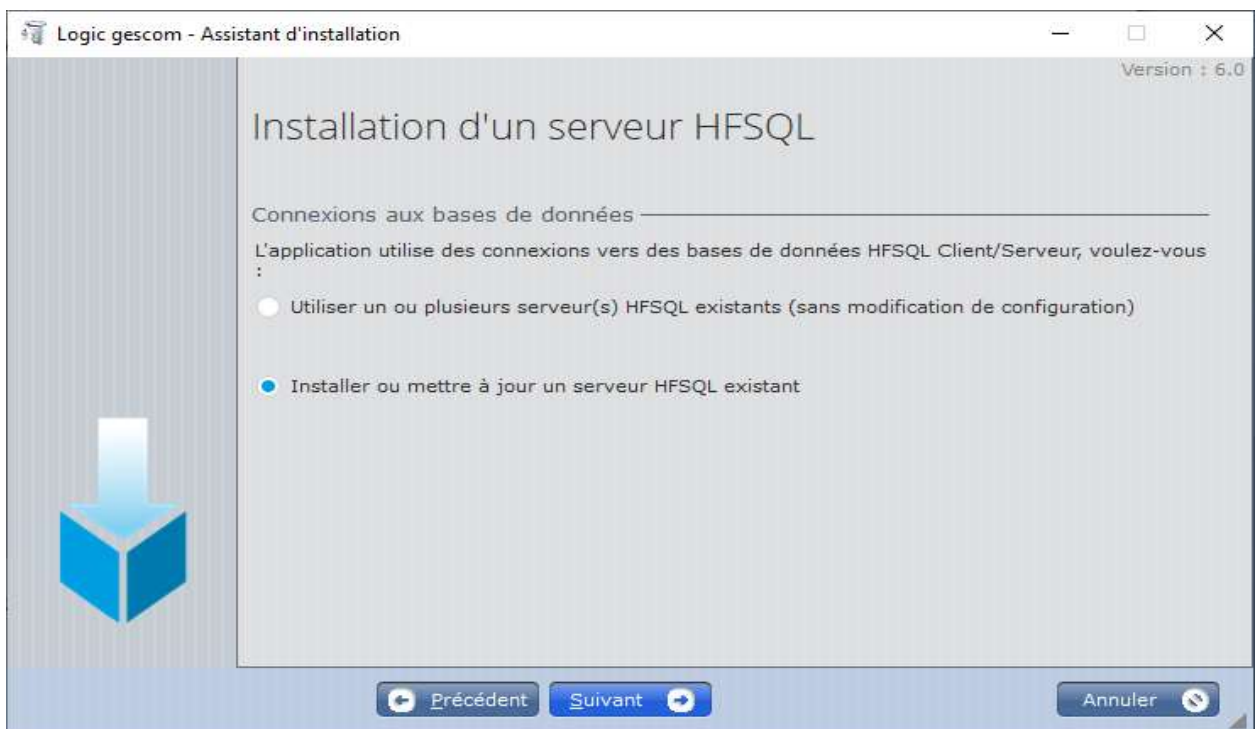 Logic gescom - Assistant d'installation
Version : 6.0
Installation d'un serveur HFSQL
Connexions aux bases de données
L'application utilise des connexions vers des bases de données HFSQL Client/Serveur, voulez-vous
:
Utiliser un ou plusieurs serveur(s) HFSQL existants (sans modification de configuration)
Installer ou mettre à jour un serveur HFSQL existant
Précédent
Suivant
Annuler